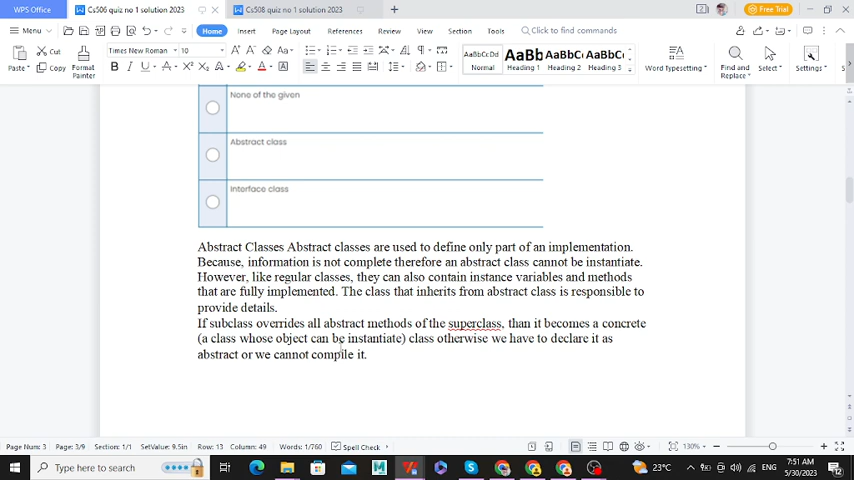 WPS Office
Cs506 quiz no 1 solution 2023
Cs508 quiz no 1 solution 2023
Menu
Home
Insert
Page Layout
References
Review
View
Section
Tools
Click to find commands
Free Trial
Paste
Cut
Copy
Format
Painter
Times New Roman
10
AaBbCcDd
Normal
AaBb
Heading 1
AaBbC
Heading 2
AaBbC
Heading 3
Word Typesetting
Find and
Replace
Select
Settings
None of the given
Abstract class
Interface class
Abstract Classes Abstract classes are used to define only part of an implementation.
Because, information is not complete therefore an abstract class cannot be instantiate.
However, like regular classes, they can also contain instance variables and methods
that are fully implemented. The class that inherits from abstract class is responsible to
provide details.
If subclass overrides all abstract methods of the superclass, than it becomes a concrete
(a class whose object can be instantiate) class otherwise we have to declare it as
abstract or we cannot compile it.
Page Num: 3
Page: 3/9
Section: 1/1
SetValue: 9.5in
Row: 13
Column: 49
Words: 1/760
Spell Check
130%
Type here to search
23°C
ENG
7:51 AM
5/30/2023